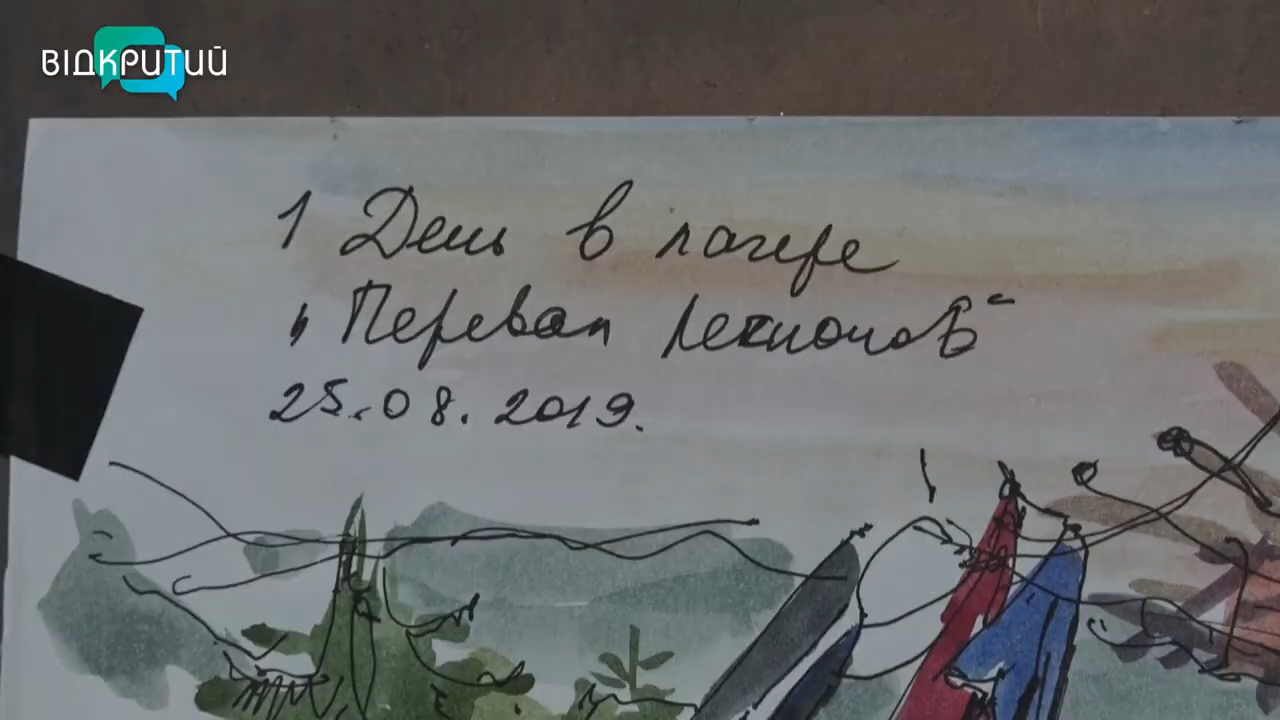 ВІДКРИТИЙ
1 День в лагере
„Перевал Легионов“
25.08.2019.